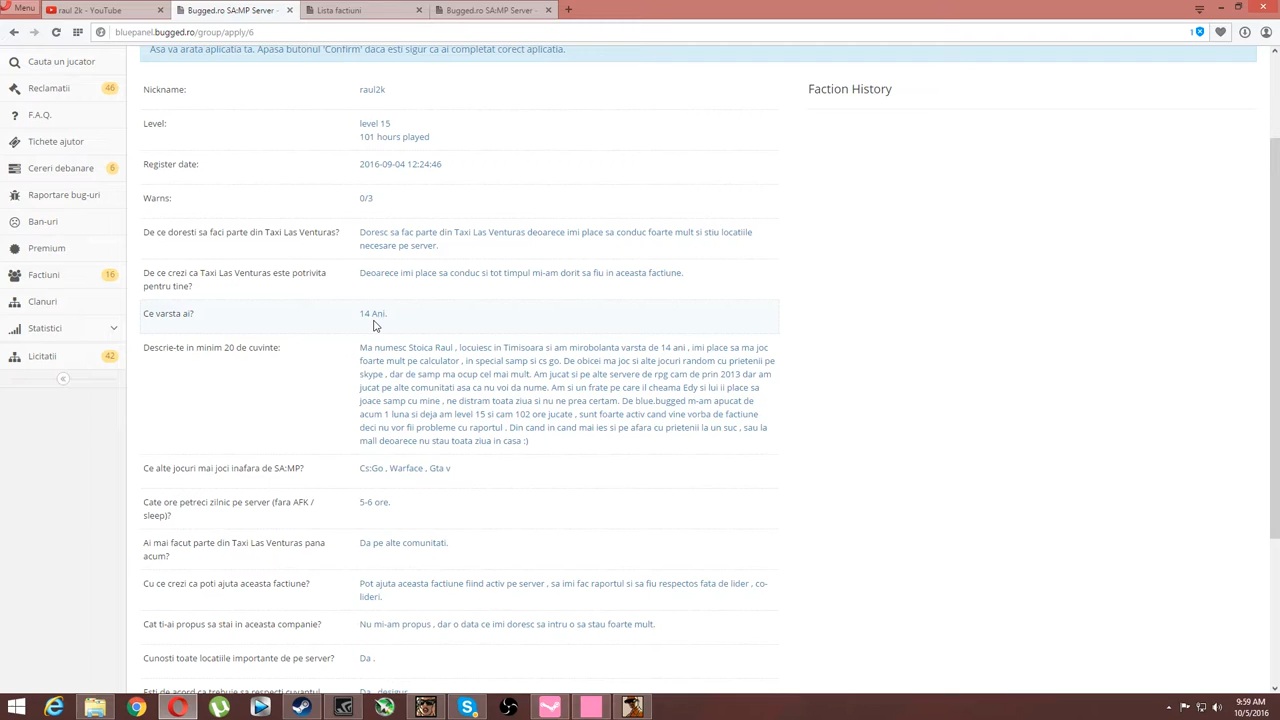 Menu
raul 2k - YouTube
Bugged.ro SA:MP Server -
Lista factiuni
Bugged.ro SA:MP Server -
bluepanel.bugged.ro/group/apply/6
1
Asa va arata aplicatia ta. Apasa butonul 'Confirm' daca esti sigur ca ai completat corect aplicatia.
Cauta un jucator
Reclamatii 46
F.A.Q.
Tichete ajutor
Cereri debanare 6
Raportare bug-uri
Ban-uri
Premium
Factiuni 16
Clanuri
Statistici
Licitatii 42
Nickname: raul2k
Level: level 15
101 hours played
Register date: 2016-09-04 12:24:46
Warns: 0/3
De ce doresti sa faci parte din Taxi Las Venturas? Doresc sa fac parte din Taxi Las Venturas deoarece imi place sa conduc foarte mult si stiu locatiile
necesare pe server.
De ce crezi ca Taxi Las Venturas este potrivita
pentru tine?
Deoarece imi place sa conduc si tot timpul mi-am dorit sa fiu in aceasta factiune.
Ce varsta ai? 14 Ani.
Descrie-te in minim 20 de cuvinte: Ma numesc Stoica Raul , locuiesc in Timisoara si am mirobolanta varsta de 14 ani , imi place sa ma joc
foarte mult pe calculator , in special samp si cs go. De obicei ma joc si alte jocuri random cu prietenii pe
skype , dar de samp ma ocup cel mai mult. Am jucat si pe alte servere de rpg cam de prin 2013 dar am
jucat pe alte comunitati asa ca nu voi da nume. Am si un frate pe care il cheama Edy si lui ii place sa
joace samp cu mine , ne distram toata ziua si nu ne prea certam. De blue.bugged m-am apucat de
acum 1 luna si deja am level 15 si cam 102 ore jucate , sunt foarte activ cand vine vorba de factiune
deci nu vor fii probleme cu raportul . Din cand in cand mai ies si pe afara cu prietenii la un suc , sau la
mall deoarece nu stau toata ziua in casa :)
Ce alte jocuri mai joci inafara de SA:MP? Cs:Go , Warface , Gta v
Cate ore petreci zilnic pe server (fara AFK /
sleep)?
5-6 ore.
Ai mai facut parte din Taxi Las Venturas pana
acum?
Da pe alte comunitati.
Cu ce crezi ca poti ajuta aceasta factiune? Pot ajuta aceasta factiune fiind activ pe server , sa imi fac raportul si sa fiu respectos fata de lider , co-
lideri.
Cat ti-ai propus sa stai in aceasta companie? Nu mi-am propus , dar o data ce imi doresc sa intru o sa stau foarte mult.
Cunosti toate locatiile importante de pe server? Da .
Esti de acord ca trebuie sa respecti cuvantul Da , desigur
Faction History
9:59 AM
10/5/2016